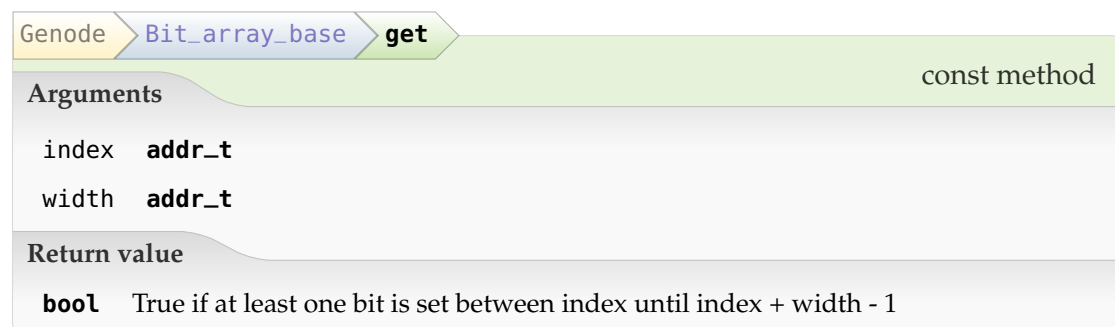 Genode Bit_array_base get
const method
Arguments
index addr_t
width addr_t
Return value
bool True if at least one bit is set between index until index + width - 1